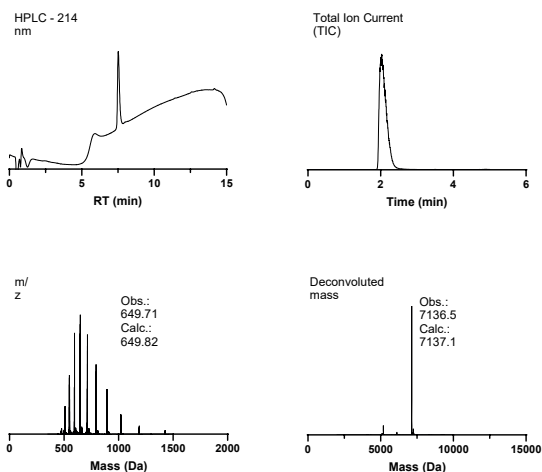 HPLC - 214
nm
0
5
10
15
RT (min)
Total Ion Current
(TIC)
0
2
4
6
Time (min)
m/
z
Obs.:
649.71
Calc.:
649.82
0
500
1000
1500
2000
Mass (Da)
Deconvoluted
mass
Obs.:
7136.5
Calc.:
7137.1
0
5000
10000
15000
Mass (Da)